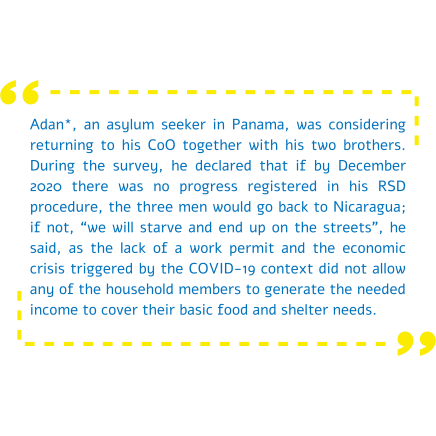 Adan*, an asylum seeker in Panama, was considering
returning to his CoO together with his two brothers.
During the survey, he declared that if by December
2020 there was no progress registered in his RSD
procedure, the three men would go back to Nicaragua;
if not, “we will starve and end up on the streets”, he
said, as the lack of a work permit and the economic
crisis triggered by the COVID-19 context did not allow
any of the household members to generate the needed
income to cover their basic food and shelter needs.